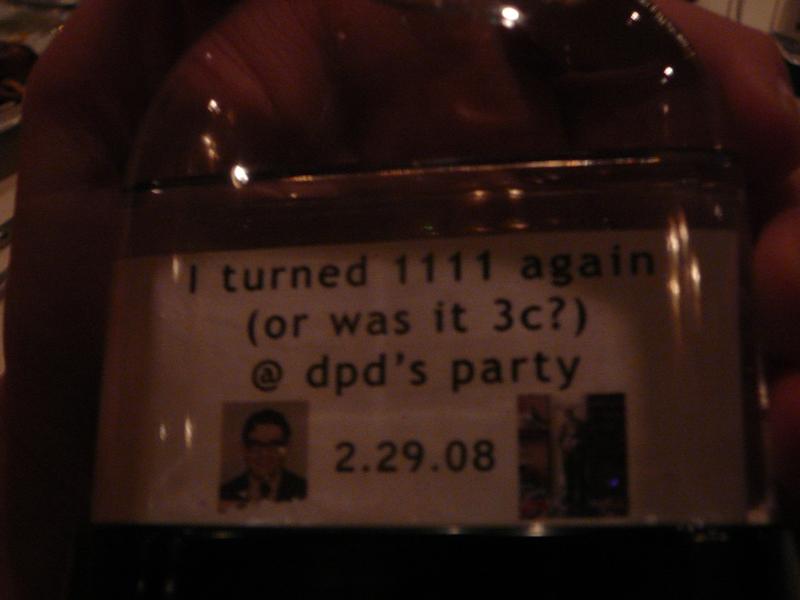 I turned 1111 again
(or was it 3c?)
@ dpd's party
2.29.08